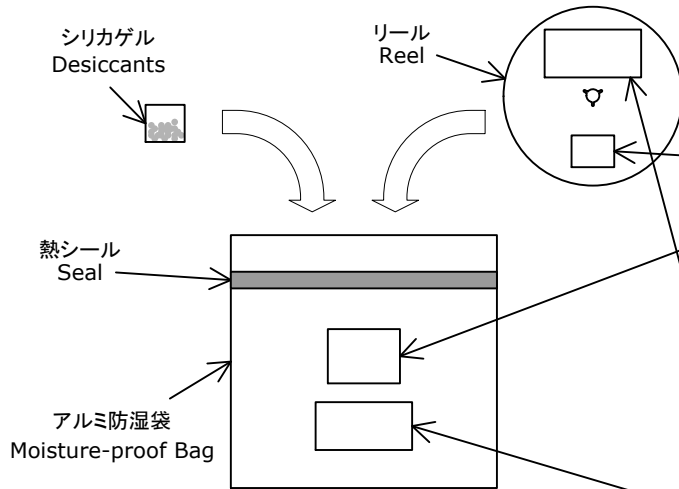 シリカゲル
Desiccants
リール
Reel
熱シール
Seal
アルミ防湿袋
Moisture-proof Bag